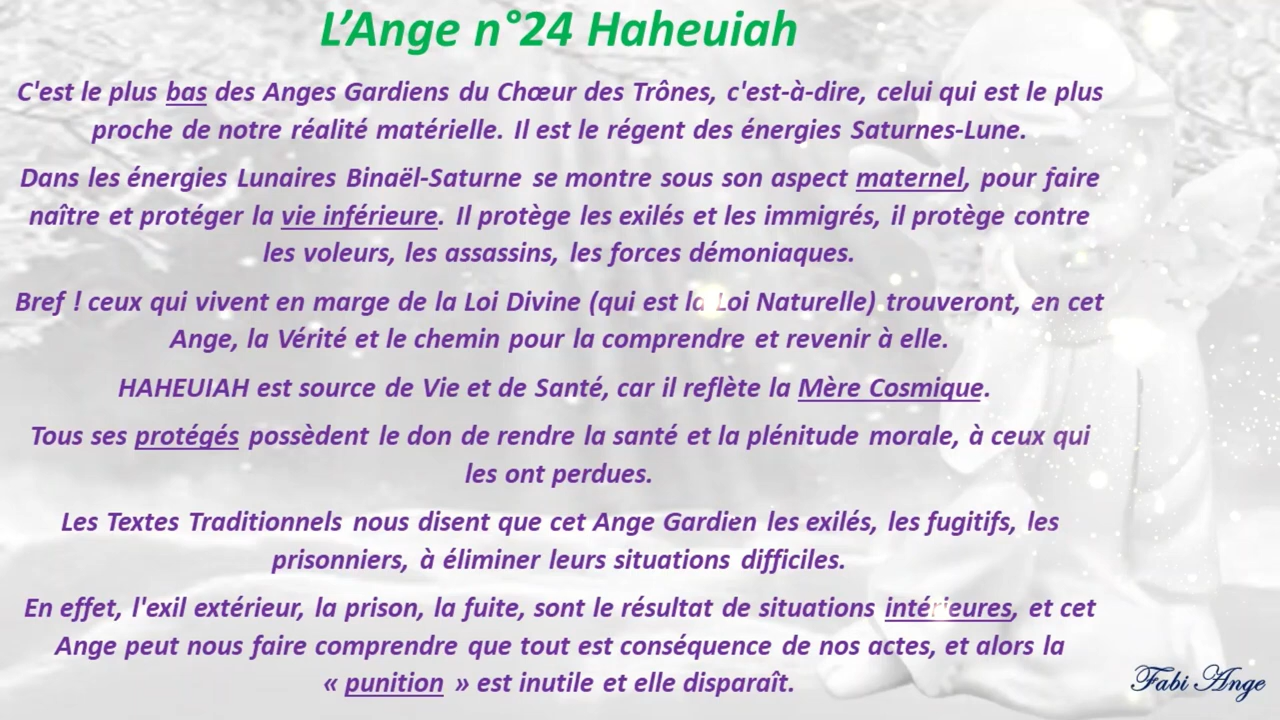 L’Ange n°24 Haheuiah
C'est le plus bas des Anges Gardiens du Chœur des Trônes, c'est-à-dire, celui qui est le plus
proche de notre réalité matérielle. Il est le régent des énergies Saturnes-Lune.
Dans les énergies Lunaires Binaël-Saturne se montre sous son aspect maternel, pour faire
naître et protéger la vie inférieure. Il protège les exilés et les immigrés, il protège contre
les voleurs, les assassins, les forces démoniaques.
Bref ! ceux qui vivent en marge de la Loi Divine (qui est la Loi Naturelle) trouveront, en cet
Ange, la Vérité et le chemin pour la comprendre et revenir à elle.
HAHEUIAH est source de Vie et de Santé, car il reflète la Mère Cosmique.
Tous ses protégés possèdent le don de rendre la santé et la plénitude morale, à ceux qui
les ont perdues.
Les Textes Traditionnels nous disent que cet Ange Gardien les exilés, les fugitifs, les
prisonniers, à éliminer leurs situations difficiles.
En effet, l'exil extérieur, la prison, la fuite, sont le résultat de situations intérieures, et cet
Ange peut nous faire comprendre que tout est conséquence de nos actes, et alors la
« punition » est inutile et elle disparaît.
Fabi Ange